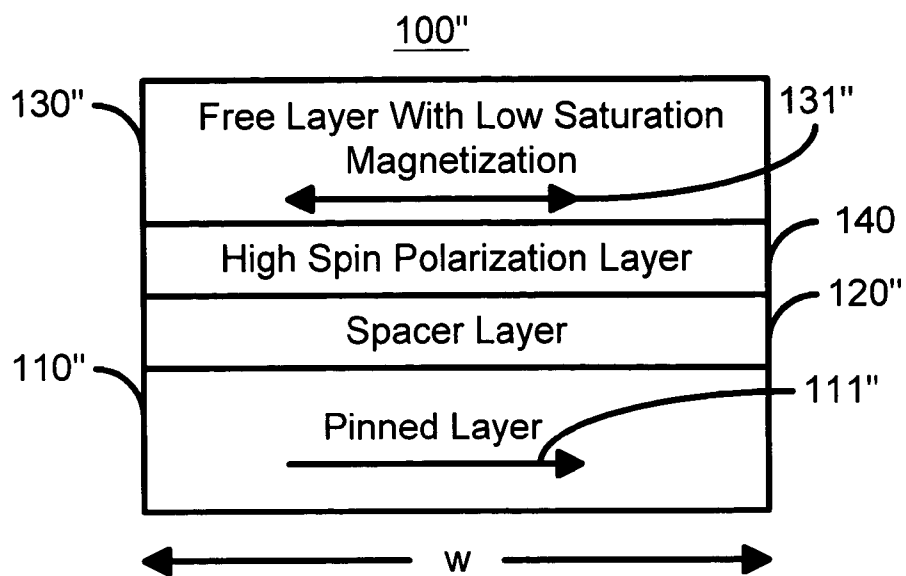 100"
130"
Free Layer With Low Saturation
Magnetization
131"
140
High Spin Polarization Layer
120"
Spacer Layer
110"
111"
Pinned Layer
w